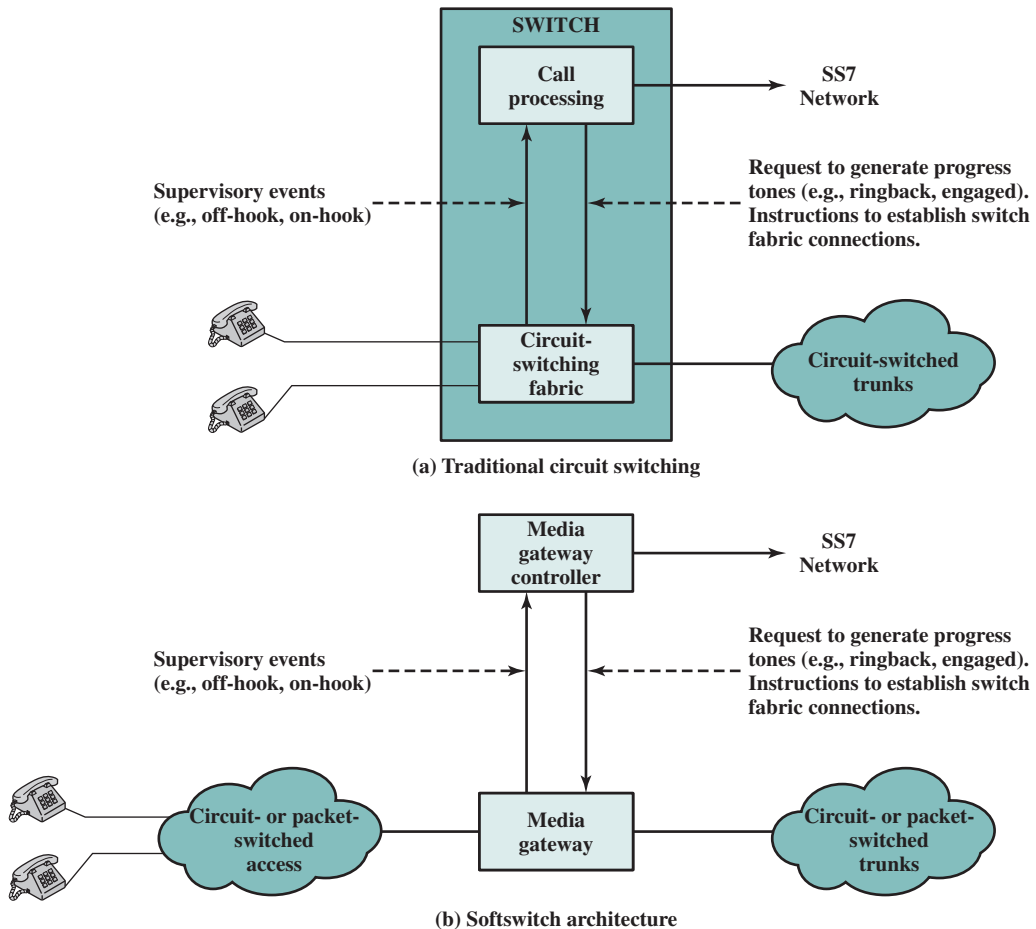 SWITCH
Call
processing
SS7
Network
Supervisory events
(e.g., off-hook, on-hook)
Request to generate progress
tones (e.g., ringback, engaged).
Instructions to establish switch
fabric connections.
Circuit-
switching
fabric
Circuit-switched
trunks
(a) Traditional circuit switching
Media
gateway
controller
SS7
Network
Supervisory events
(e.g., off-hook, on-hook)
Request to generate progress
tones (e.g., ringback, engaged).
Instructions to establish switch
fabric connections.
Circuit- or packet-
switched
access
Media
gateway
Circuit- or packet-
switched
trunks
(b) Softswitch architecture